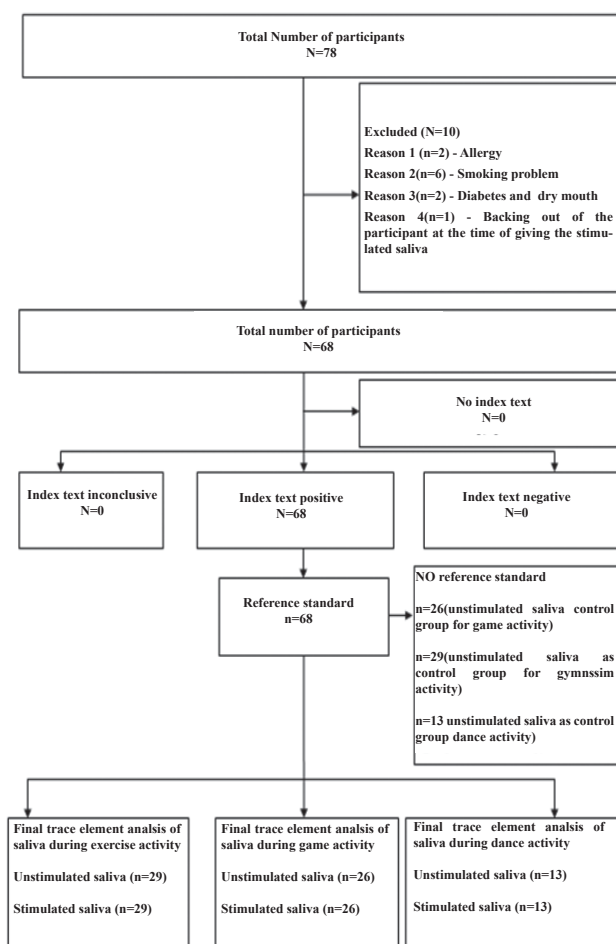 Total Number of participants
N=78
Excluded (N=10)
Reason 1 (n=2) - Allergy
Reason 2(n=6) - Smoking problem
Reason 3(n=2) - Diabetes and dry mouth
Reason 4(n=1) - Backing out of the
participant at the time of giving the stimu-
lated saliva
Total number of participants
N=68
No index text
N=0
Index text inconclusive
N=0
Index text positive
N=68
Index text negative
N=0
Reference standard
n=68
NO reference standard
n=26(unstimulated saliva control
group for game activity)
n=29(unstimulated saliva as
control group for gymnssim
activity)
n=13 unstimulated saliva as control
group dance activity)
Final trace element analsis of
saliva during exercise activity
Unstimulated saliva (n=29)
Stimulated saliva (n=29)
Final trace element analsis of
saliva during game activity
Unstimulated saliva (n=26)
Stimulated saliva (n=26)
Final trace element analsis of
saliva during dance activity
Unstimulated saliva (n=13)
Stimulated saliva (n=13)